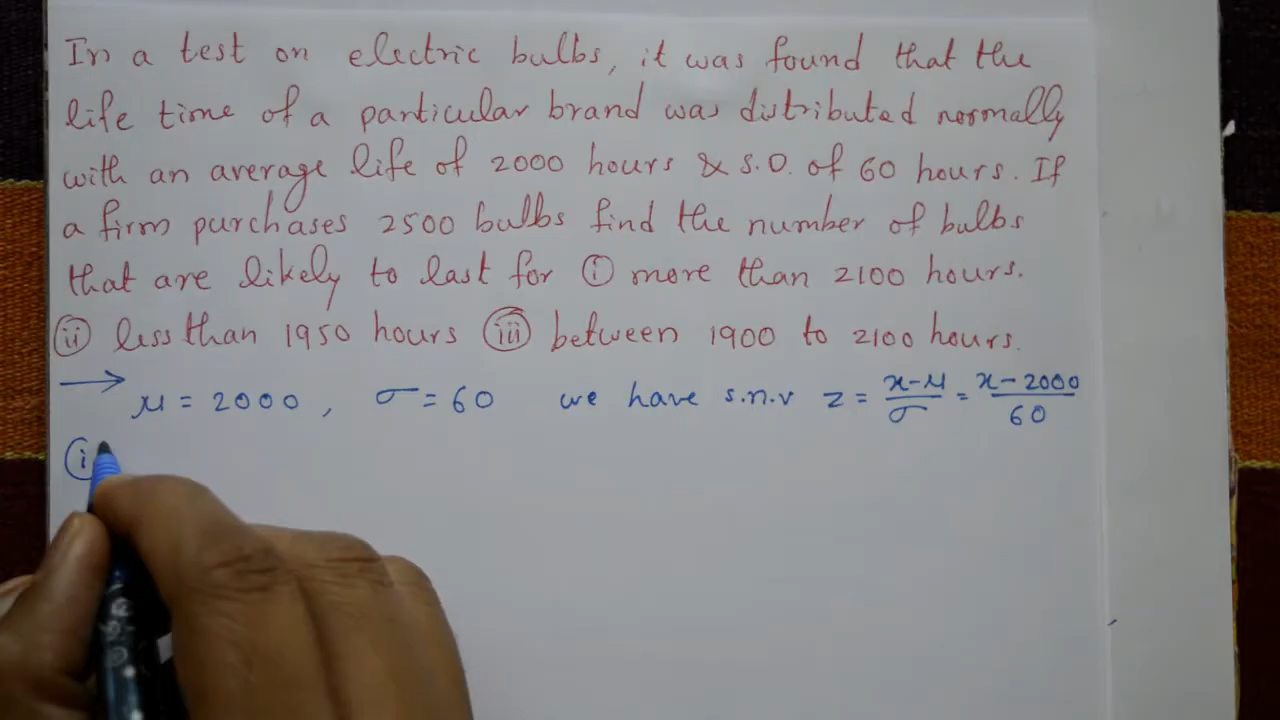 In a test on electric bulbs, it was found that the
life time of a particular brand was distributed normally
with an average life of 2000 hours & S.D. of 60 hours. If
a firm purchases 2500 bulbs find the number of bulbs
that are likely to last for (i) more than 2100 hours.
(ii) less than 1950 hours (iii) between 1900 to 2100 hours.
→ μ = 2000, σ = 60 we have s.n.v z = (x-μ)/σ = (x-2000)/60
(i)